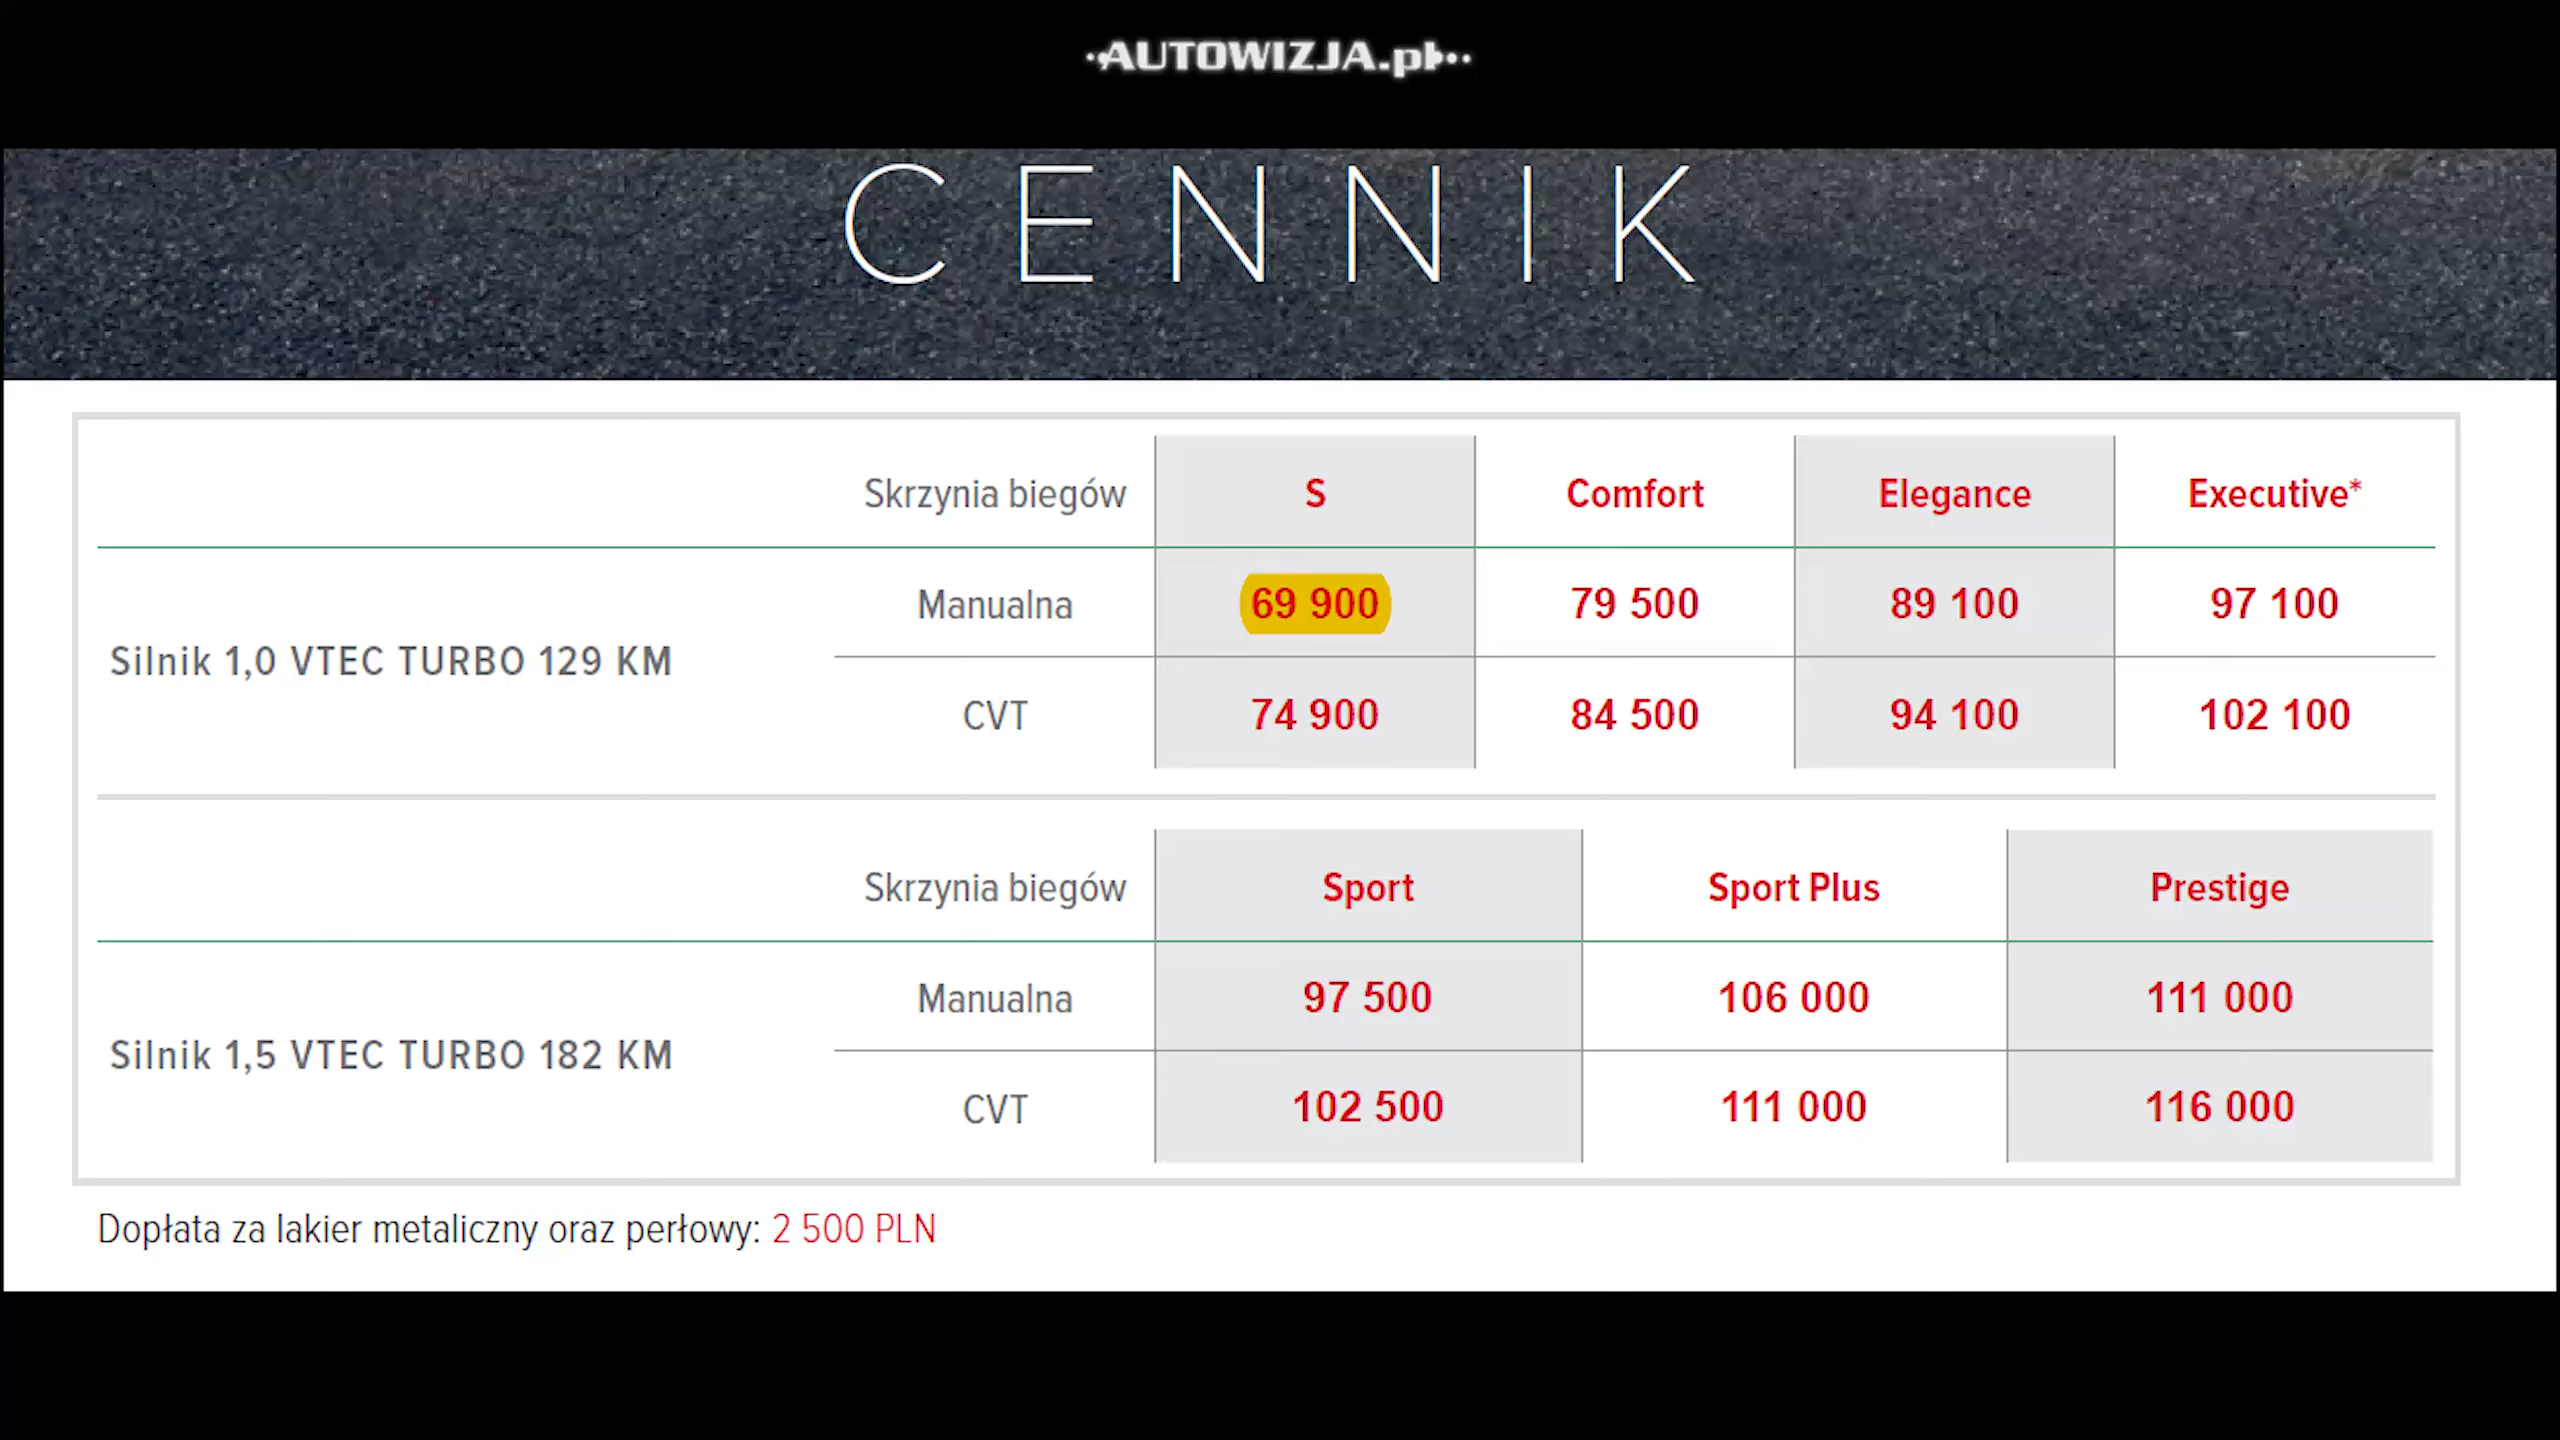 AUTOWIZJA.pl
CENNIK
Skrzynia biegów S Comfort Elegance Executive*
Manualna 69 900 79 500 89 100 97 100
Silnik 1,0 VTEC TURBO 129 KM
CVT 74 900 84 500 94 100 102 100
Skrzynia biegów Sport Sport Plus Prestige
Manualna 97 500 106 000 111 000
Silnik 1,5 VTEC TURBO 182 KM
CVT 102 500 111 000 116 000
Dopłata za lakier metaliczny oraz perłowy: 2 500 PLN